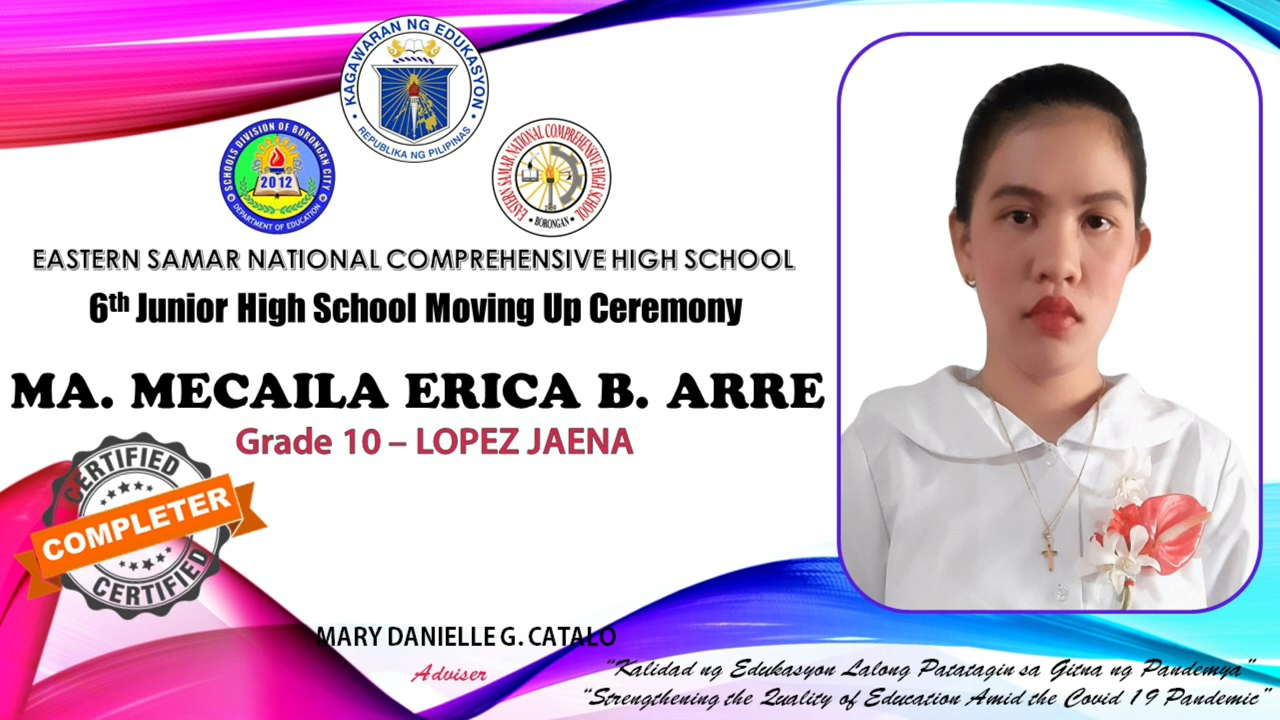 KAGAWARAN NG EDUKASYON
REPUBLIKA NG PILIPINAS
SCHOOLS DIVISION OF BORONGAN CITY
2012
DEPARTMENT OF EDUCATION
EASTERN SAMAR NATIONAL COMPREHENSIVE HIGH SCHOOL
BORONGAN
EASTERN SAMAR NATIONAL COMPREHENSIVE HIGH SCHOOL
6th Junior High School Moving Up Ceremony
MA. MECAILA ERICA B. ARRE
Grade 10 – LOPEZ JAENA
CERTIFIED
COMPLETER
CERTIFIED
MARY DANIELLE G. CATALO
Adviser
"Kalidad ng Edukasyon Lalong Patatagin sa Gitna ng Pandemya"
"Strengthening the Quality of Education Amid the Covid 19 Pandemic"